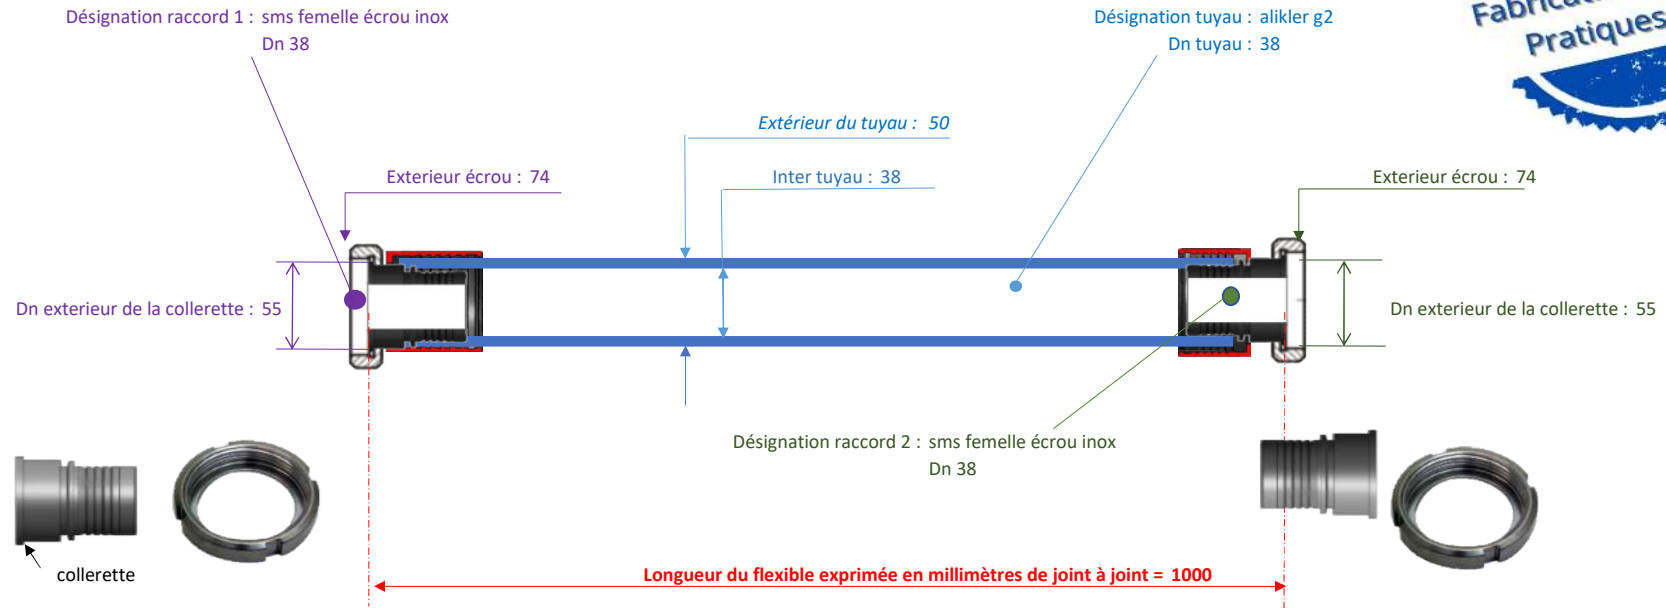 Désignation raccord 1 : sms femelle écrou inox
Dn 38
Désignation tuyau : alikler g2
Dn tuyau : 38
Pratiques
Extérieur du tuyau : 50
Exterieur écrou : 74
Inter tuyau : 38
Exterieur écrou : 74
Dn exterieur de la collerette : 55
Dn exterieur de la collerette : 55
Désignation raccord 2 : sms femelle écrou inox
Dn 38
collerette
Longueur du flexible exprimée en millimètres de joint à joint = 1000